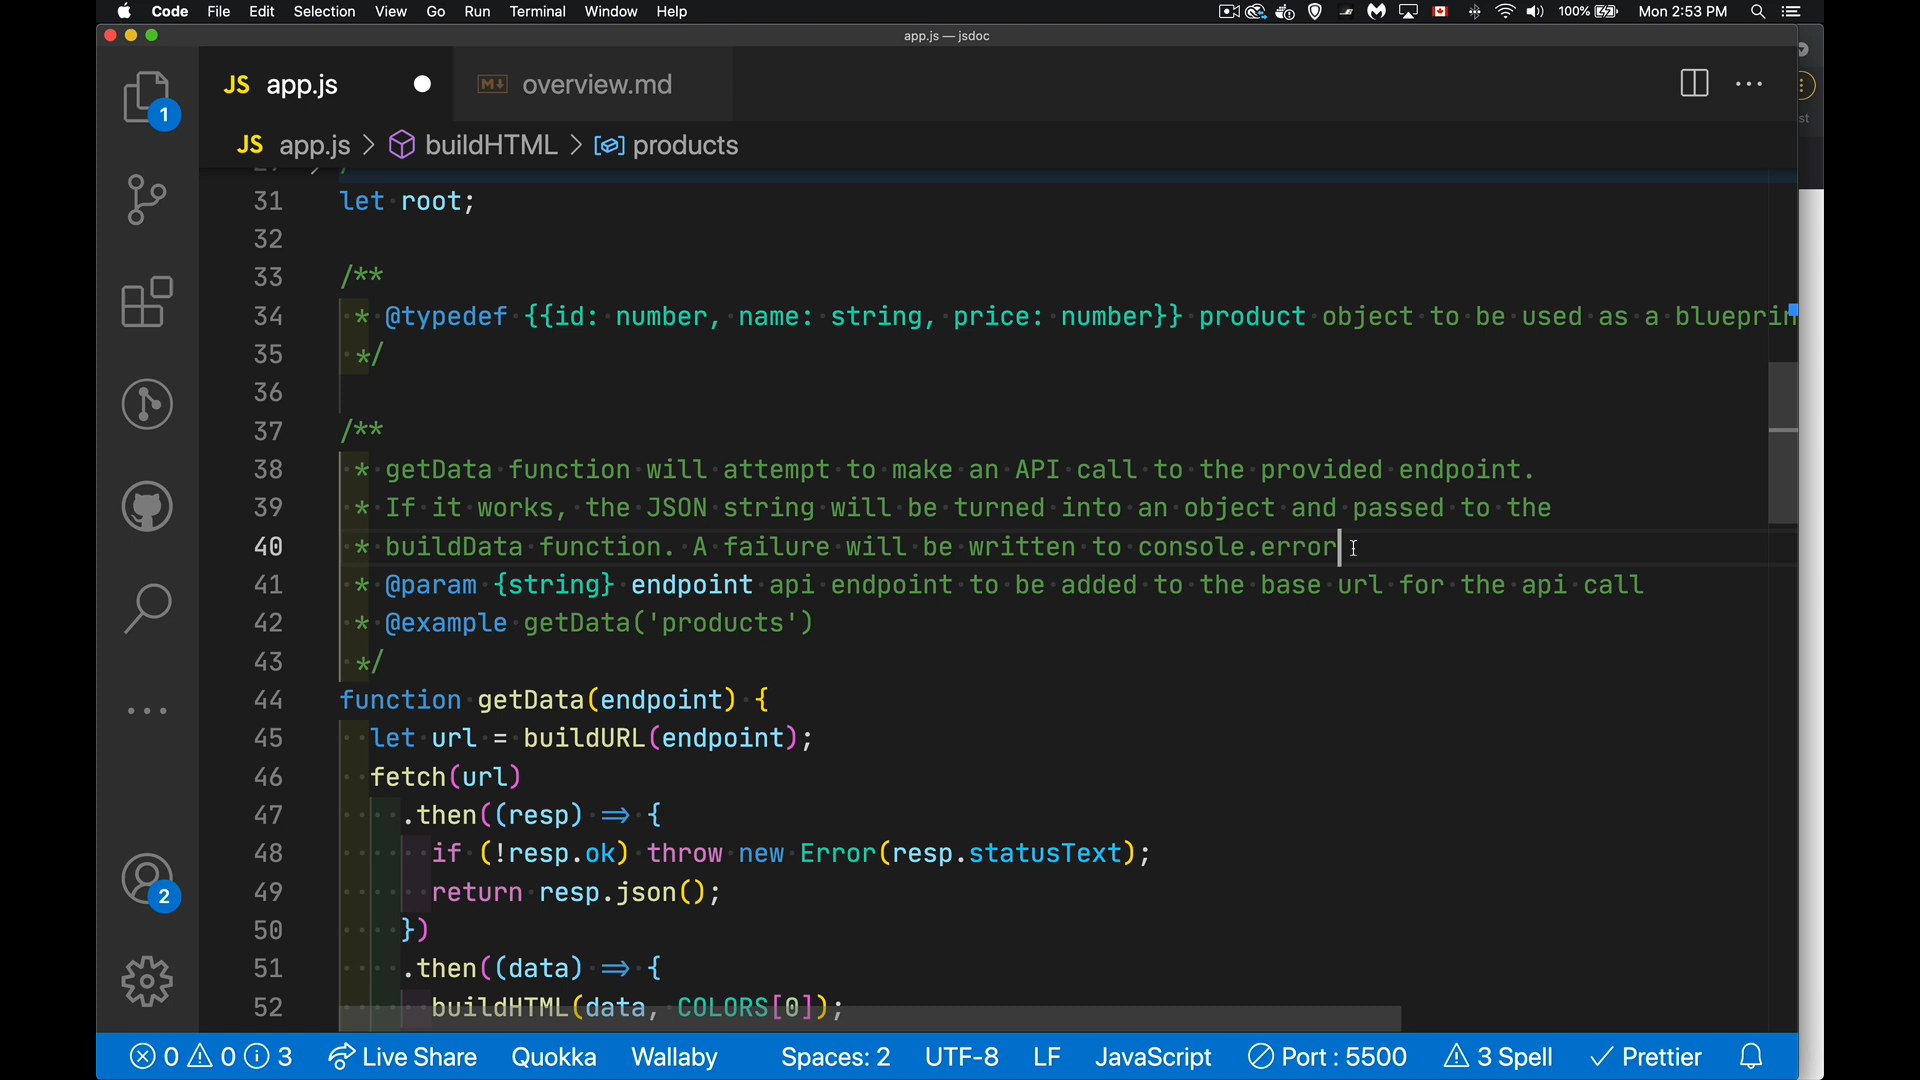 Code File Edit Selection View Go Run Terminal Window Help 100% Mon 2:53 PM
app.js — jsdoc
JS app.js overview.md
JS app.js > buildHTML > products
1
31 let root;
32
33 /**
34 * @typedef {{id: number, name: string, price: number}} product object to be used as a blueprin
35 */
36
37 /**
38 * getData function will attempt to make an API call to the provided endpoint.
39 * If it works, the JSON string will be turned into an object and passed to the
40 * buildData function. A failure will be written to console.error
41 * @param {string} endpoint api endpoint to be added to the base url for the api call
42 * @example getData('products')
43 */
44 function getData(endpoint) {
45 let url = buildURL(endpoint);
46 fetch(url)
47 .then((resp) => {
48 if (!resp.ok) throw new Error(resp.statusText);
49 return resp.json();
50 })
51 .then((data) => {
52 buildHTML(data, COLORS[0]);
2
0 0 3 Live Share Quokka Wallaby Spaces: 2 UTF-8 LF JavaScript Port : 5500 3 Spell Prettier